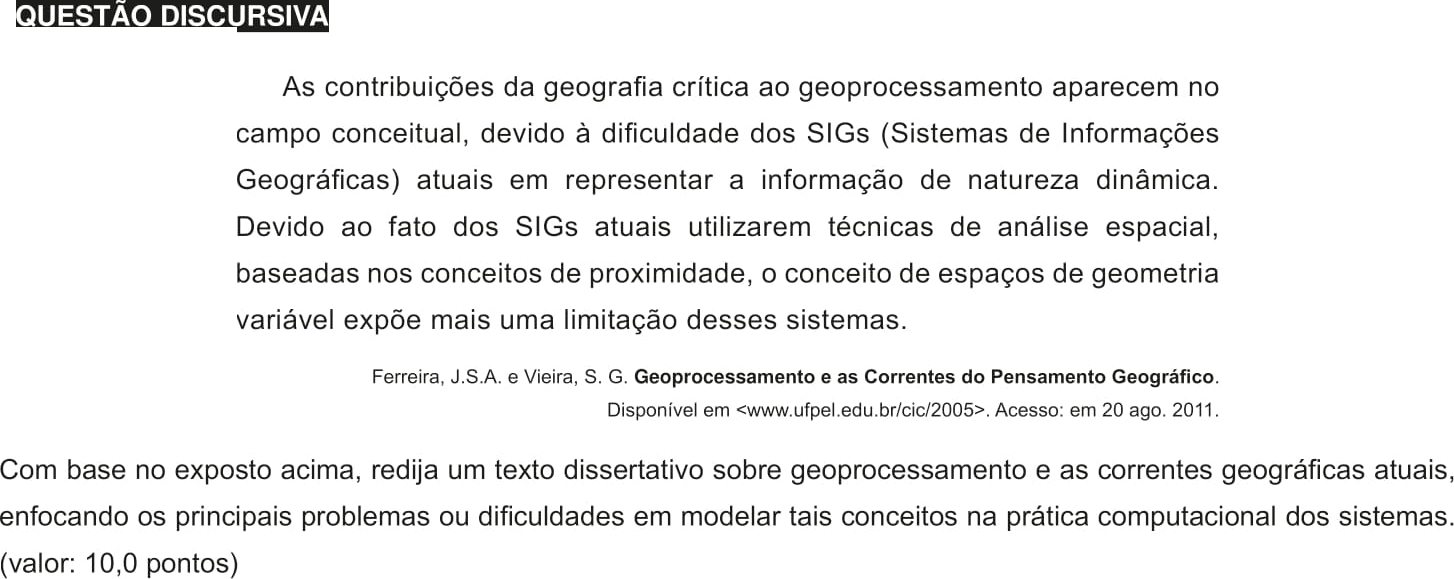 QUESTÃO DISCURSIVA
As contribuições da geografia crítica ao geoprocessamento aparecem no
campo conceitual, devido à dificuldade dos SIGs (Sistemas de Informações
Geográficas) atuais em representar a informação de natureza dinâmica.
Devido ao fato dos SIGs atuais utilizarem técnicas de análise espacial,
baseadas nos conceitos de proximidade, o conceito de espaços de geometria
variável expõe mais uma limitação desses sistemas.
Ferreira, J.S.A. e Vieira, S. G. Geoprocessamento e as Correntes do Pensamento Geográfico.
Disponível em <www.ufpel.edu.br/cic/2005>. Acesso: em 20 ago. 2011.
Com base no exposto acima, redija um texto dissertativo sobre geoprocessamento e as correntes geográficas atuais,
enfocando os principais problemas ou dificuldades em modelar tais conceitos na prática computacional dos sistemas.
(valor: 10,0 pontos)